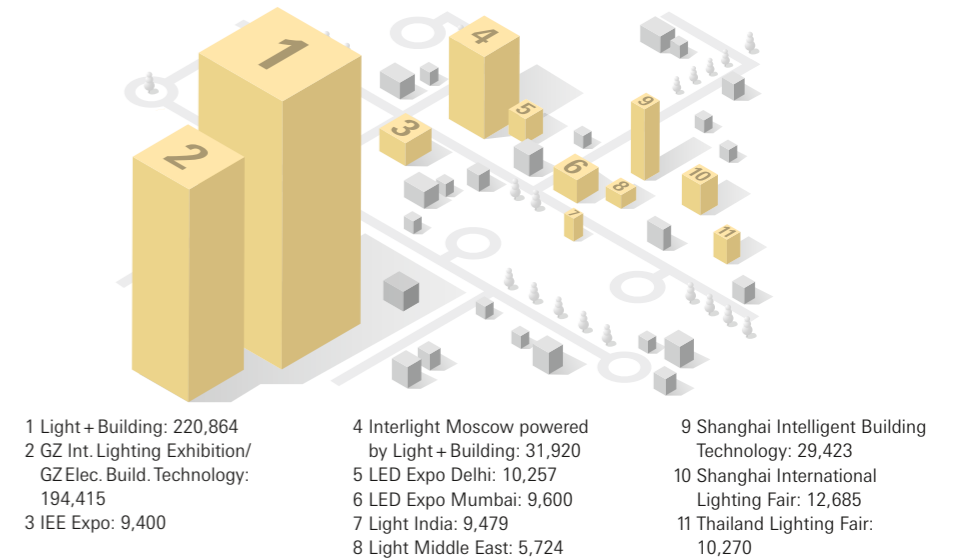 1
2
3
4
5
6
7
8
9
10
11
1 Light + Building: 220,864
2 GZ Int. Lighting Exhibition/
GZ Elec. Build. Technology:
194,415
3 IEE Expo: 9,400
4 Interlight Moscow powered
by Light + Building: 31,920
5 LED Expo Delhi: 10,257
6 LED Expo Mumbai: 9,600
7 Light India: 9,479
8 Light Middle East: 5,724
9 Shanghai Intelligent Building
Technology: 29,423
10 Shanghai International
Lighting Fair: 12,685
11 Thailand Lighting Fair:
10,270